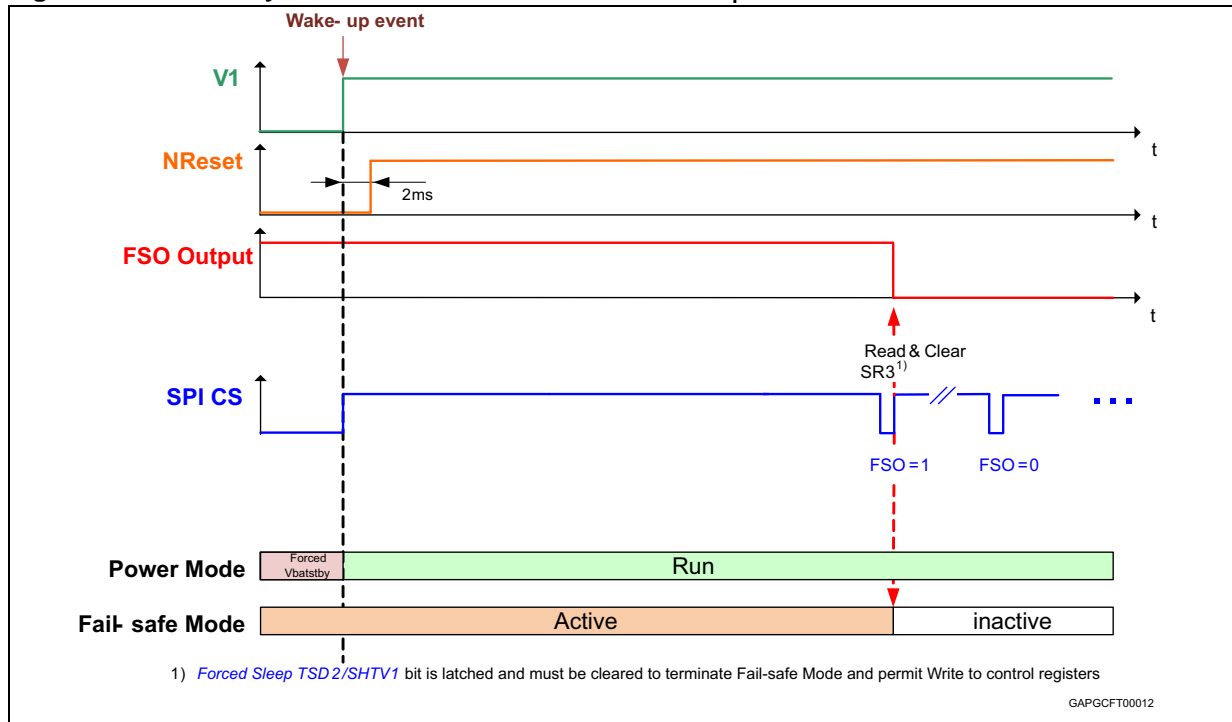 Wake- up event
V1
t
NReset
2ms
t
FSO Output
t
Read & Clear
SR3 1)
SPI CS
FSO = 1
FSO = 0
Forced
Vbatstby
Power Mode
Run
Fail- safe Mode
Active
inactive
1) Forced Sleep TSD 2/SHTV1 bit is latched and must be cleared to terminate Fail-safe Mode and permit Write to control registers
GAPGCFT00012